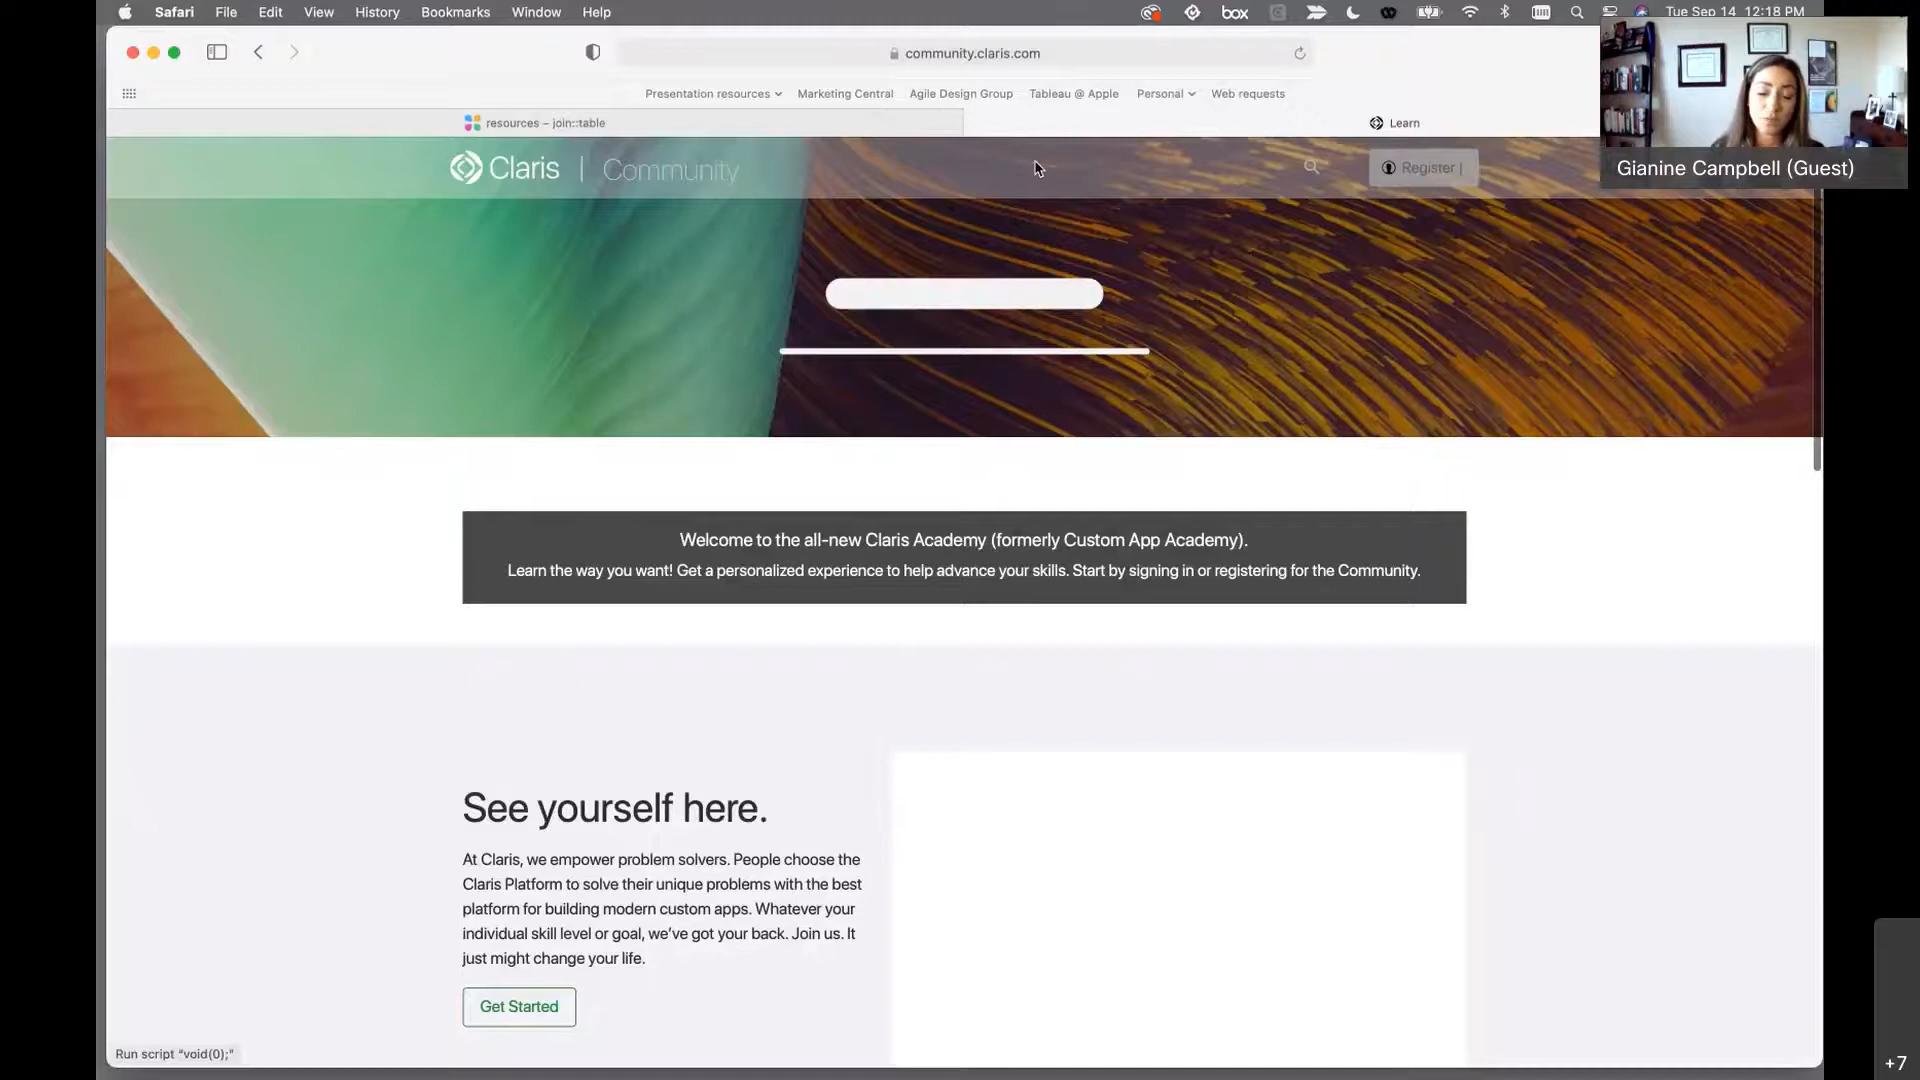 Safari File Edit View History Bookmarks Window Help box Tue Sep 14 12:18 PM
community.claris.com
Presentation resources Marketing Central Agile Design Group Tableau @ Apple Personal Web requests
resources – join::table Learn
Claris | Community Register |
Gianine Campbell (Guest)
Welcome to the all-new Claris Academy (formerly Custom App Academy).
Learn the way you want! Get a personalized experience to help advance your skills. Start by signing in or registering for the Community.
See yourself here.
At Claris, we empower problem solvers. People choose the
Claris Platform to solve their unique problems with the best
platform for building modern custom apps. Whatever your
individual skill level or goal, we've got your back. Join us. It
just might change your life.
Get Started
Run script "void(0);"
+7